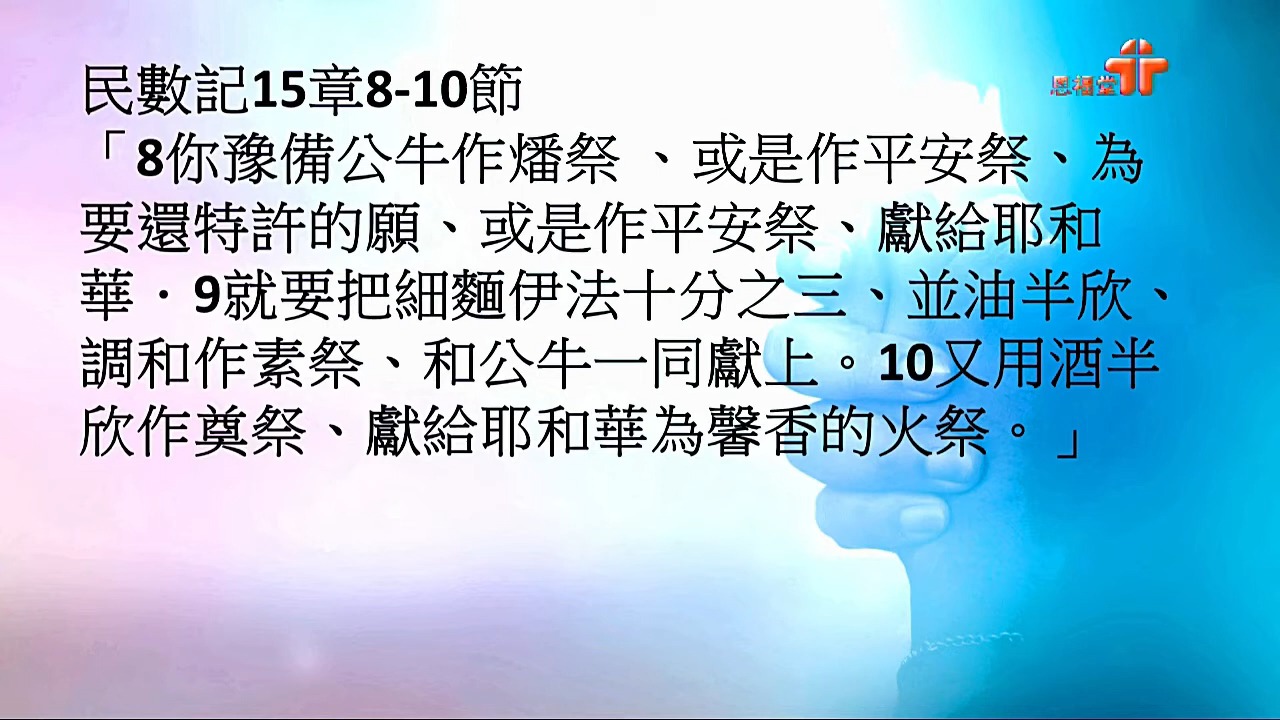 恩福堂
民數記15章8-10節
「 8你豫備公牛作燔祭 、或是作平安祭、為
要還特許的願、或是作平安祭、獻給耶和
華．9就要把細麵伊法十分之三、並油半欣、
調和作素祭、和公牛一同獻上。10又用酒半
欣作奠祭、獻給耶和華為馨香的火祭。 」